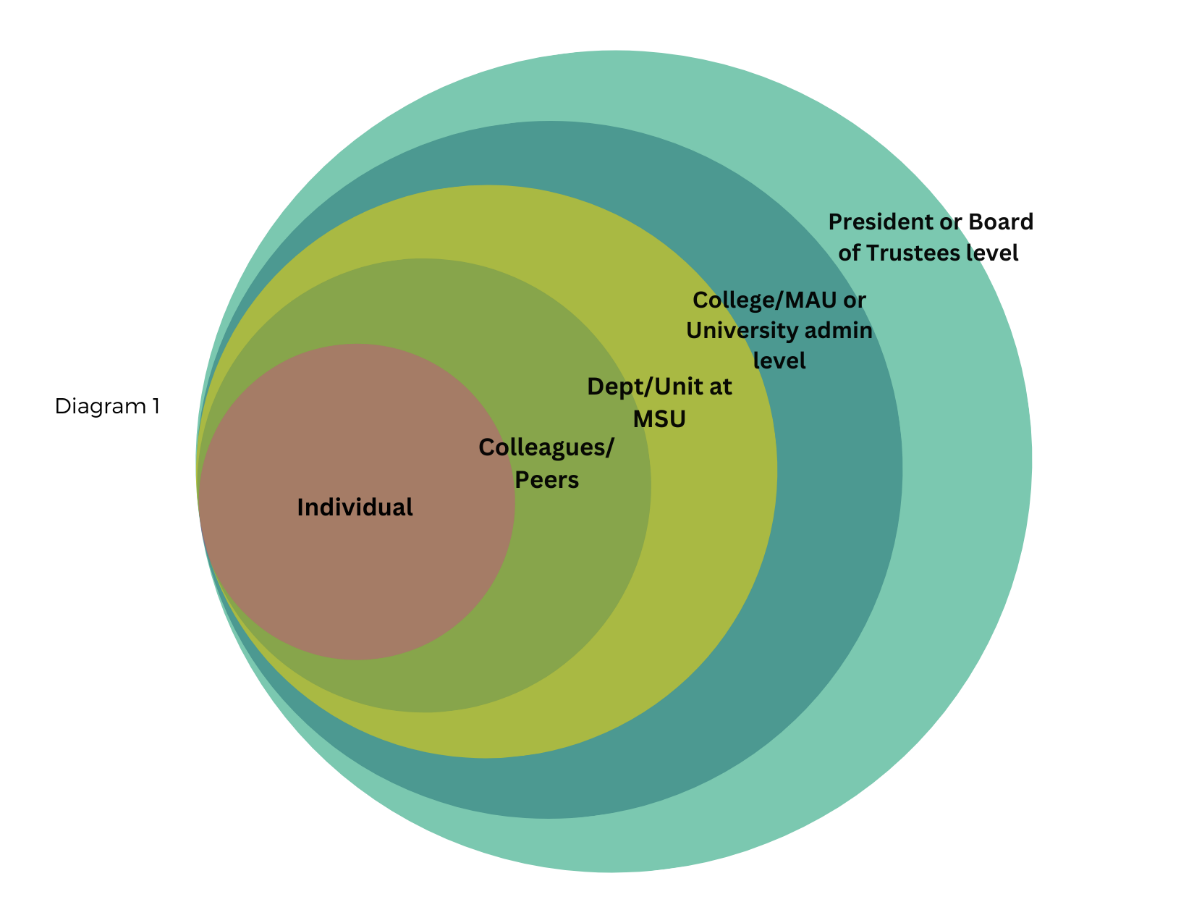 President or Board
of Trustees level
College/MAU or
University admin
level
Dept/Unit at
MSU
Diagram 1
Colleagues/
Peers
Individual